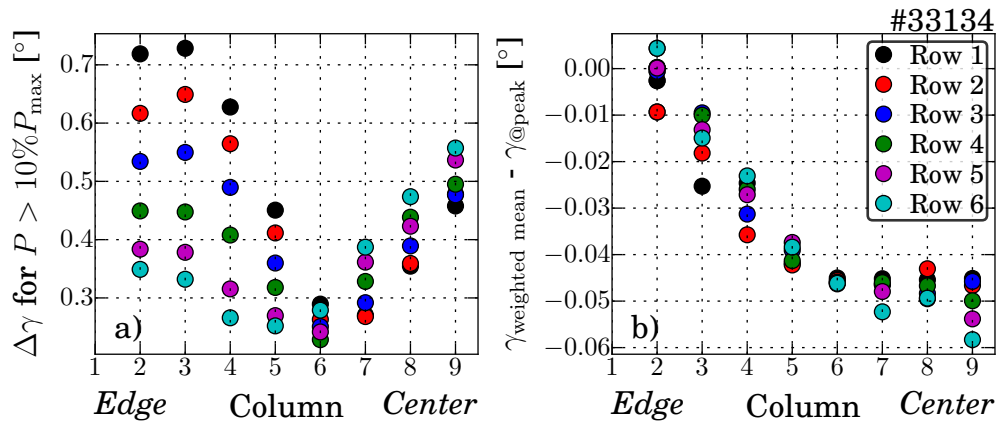 #33134
Δγ for P > 10%P_max [°]
0.7
0.6
0.5
0.4
0.3
a)
1 2 3 4 5 6 7 8 9
Edge Column Center
γ_weighted mean - γ_@peak [°]
0.00
−0.01
−0.02
−0.03
−0.04
−0.05
−0.06
b)
Row 1
Row 2
Row 3
Row 4
Row 5
Row 6
1 2 3 4 5 6 7 8 9
Edge Column Center